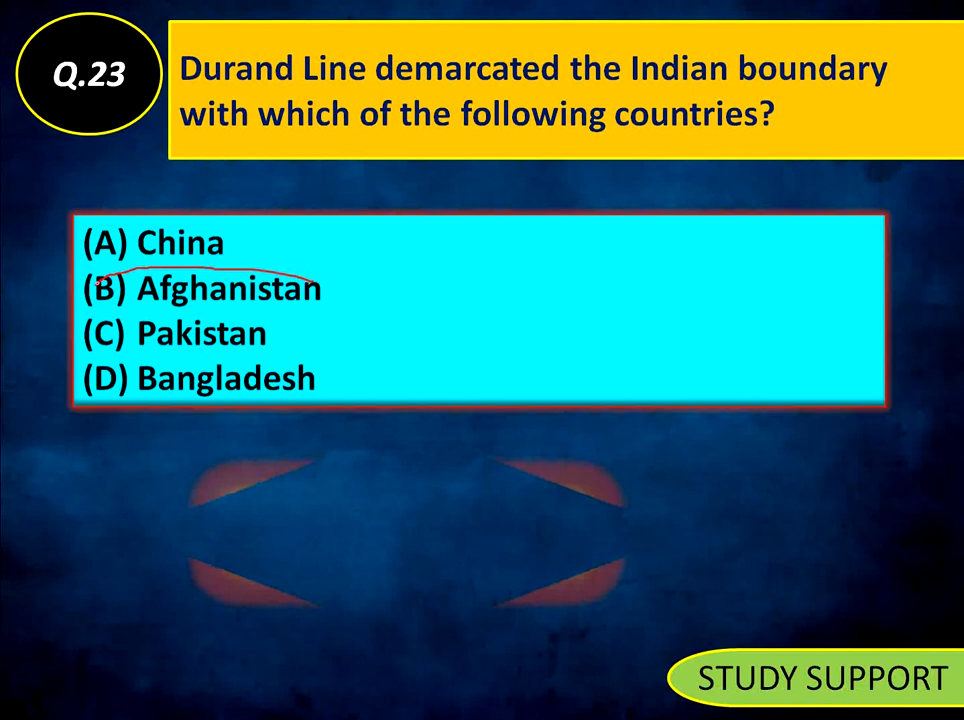 Q.23
Durand Line demarcated the Indian boundary
with which of the following countries?
(A) China
(B) Afghanistan
(C) Pakistan
(D) Bangladesh
STUDY SUPPORT